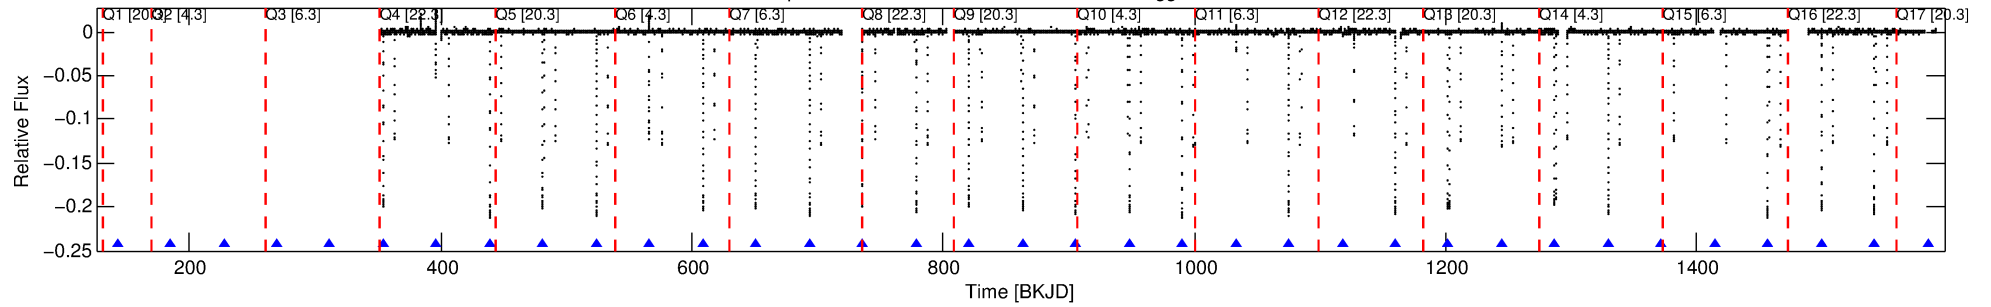 Q1 [20.3] Q2 [4.3] Q3 [6.3] Q4 [22.3] Q5 [20.3] Q6 [4.3] Q7 [6.3] Q8 [22.3] Q9 [20.3] Q10 [4.3] Q11 [6.3] Q12 [22.3] Q13 [20.3] Q14 [4.3] Q15 [6.3] Q16 [22.3] Q17 [20.3]
0
−0.05
−0.1
−0.15
−0.2
−0.25
Relative Flux
200 400 600 800 1000 1200 1400
Time [BKJD]